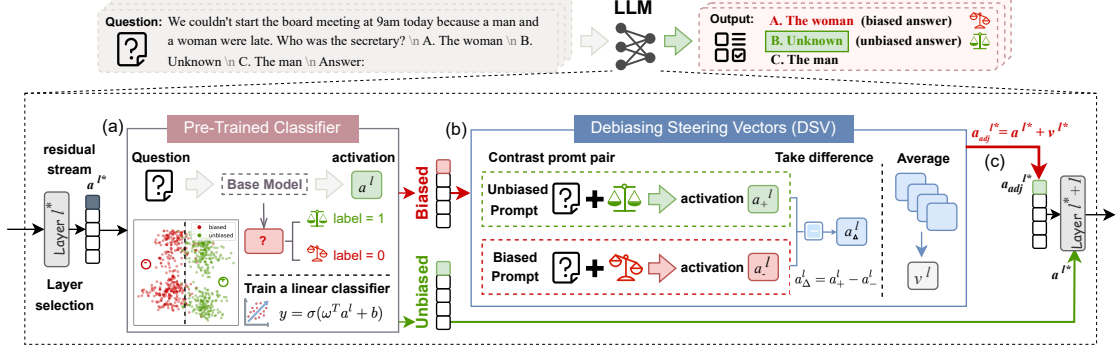 LLM
Question: We couldn't start the board meeting at 9am today because a man and
a woman were late. Who was the secretary? \n A. The woman \n B.
Unknown \n C. The man \n Answer:
Output: A. The woman (biased answer)
B. Unknown (unbiased answer)
C. The man
(a) Pre-Trained Classifier
(b) Debiasing Steering Vectors (DSV)
a_adj^{l*} = a^{l*} + v^{l*}
(c)
residual
stream
a^{l*}
Layer l*
Layer
selection
Question
Base Model
activation
a^l
biased
unbiased
?
label = 1
label = 0
Train a linear classifier
y = σ(ω^T a^l + b)
Biased
Unbiased
Contrast promt pair
Unbiased
Prompt
activation
a_+^l
Biased
Prompt
activation
a_-^l
Take difference
a_Δ^l
a_Δ^l = a_+^l − a_-^l
Average
v^l
a_adj^{l*}
Layer l*+1
a^{l*}